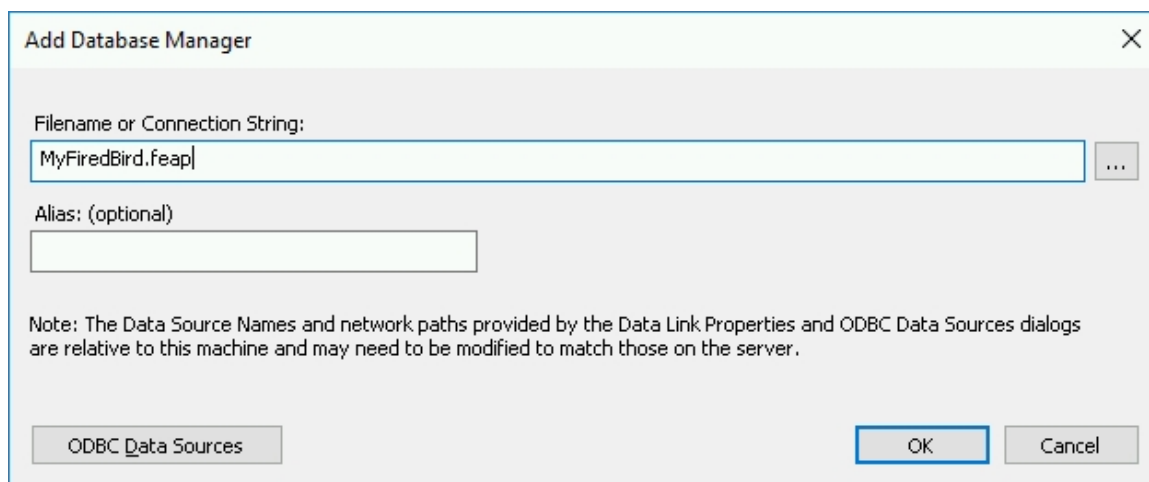 Add Database Manager
Filename or Connection String:
MyFiredBird.feap
...
Alias: (optional)
Note: The Data Source Names and network paths provided by the Data Link Properties and ODBC Data Sources dialogs
are relative to this machine and may need to be modified to match those on the server.
ODBC Data Sources
OK
Cancel